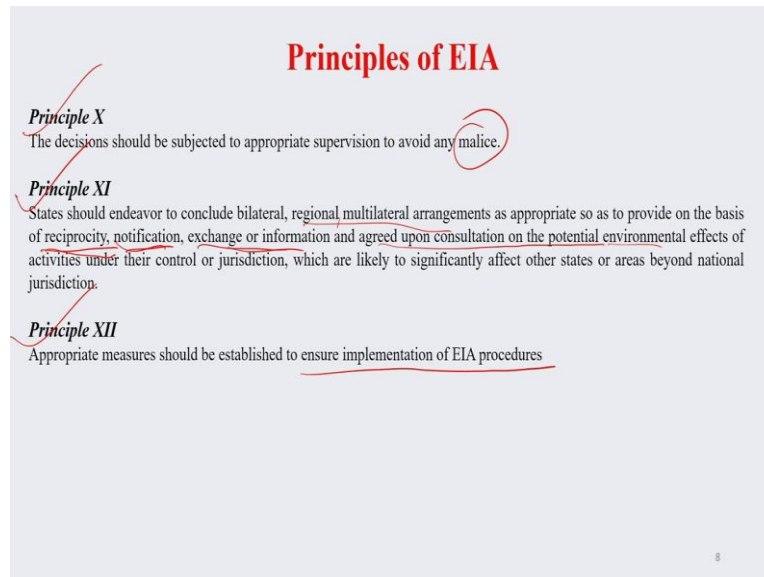 Principles of EIA
Principle X
The decisions should be subjected to appropriate supervision to avoid any malice.
Principle XI
States should endeavor to conclude bilateral, regional multilateral arrangements as appropriate so as to provide on the basis
of reciprocity, notification, exchange or information and agreed upon consultation on the potential environmental effects of
activities under their control or jurisdiction, which are likely to significantly affect other states or areas beyond national
jurisdiction.
Principle XII
Appropriate measures should be established to ensure implementation of EIA procedures
8